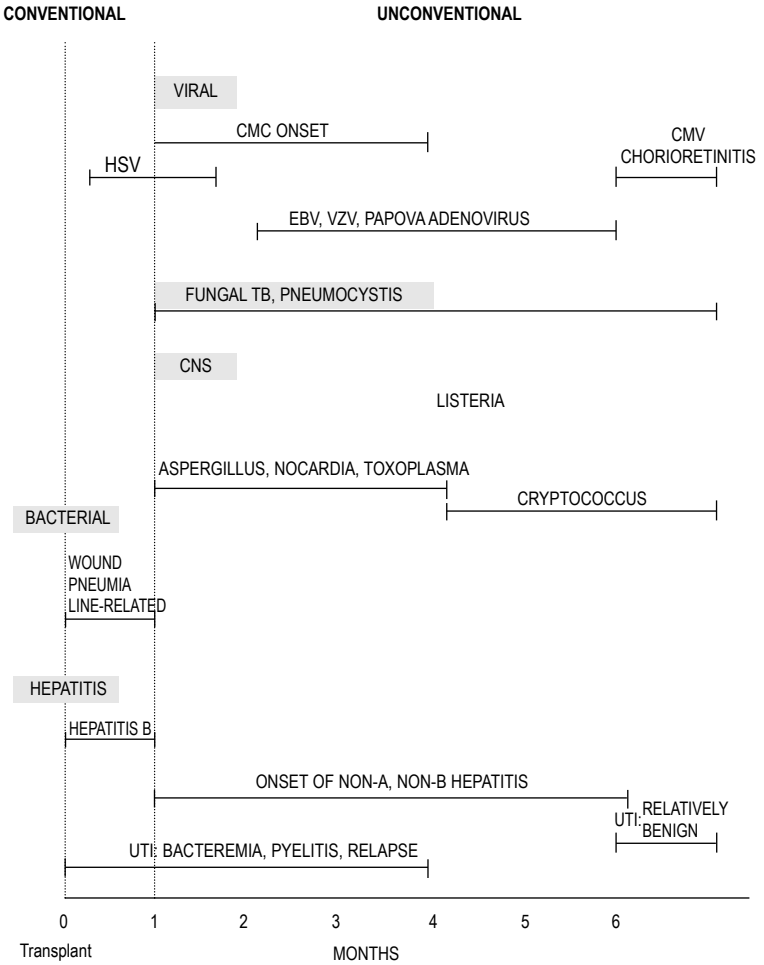 CONVENTIONAL
UNCONVENTIONAL
VIRAL
CMC ONSET
CMV
CHORIORETINITIS
HSV
EBV, VZV, PAPOVA ADENOVIRUS
FUNGAL TB, PNEUMOCYSTIS
CNS
LISTERIA
ASPERGILLUS, NOCARDIA, TOXOPLASMA
CRYPTOCOCCUS
BACTERIAL
WOUND
PNEUMIA
LINE-RELATED
HEPATITIS
HEPATITIS B
ONSET OF NON-A, NON-B HEPATITIS
UTI: RELATIVELY
BENIGN
UTI: BACTEREMIA, PYELITIS, RELAPSE
0 1 2 3 4 5 6
Transplant
MONTHS